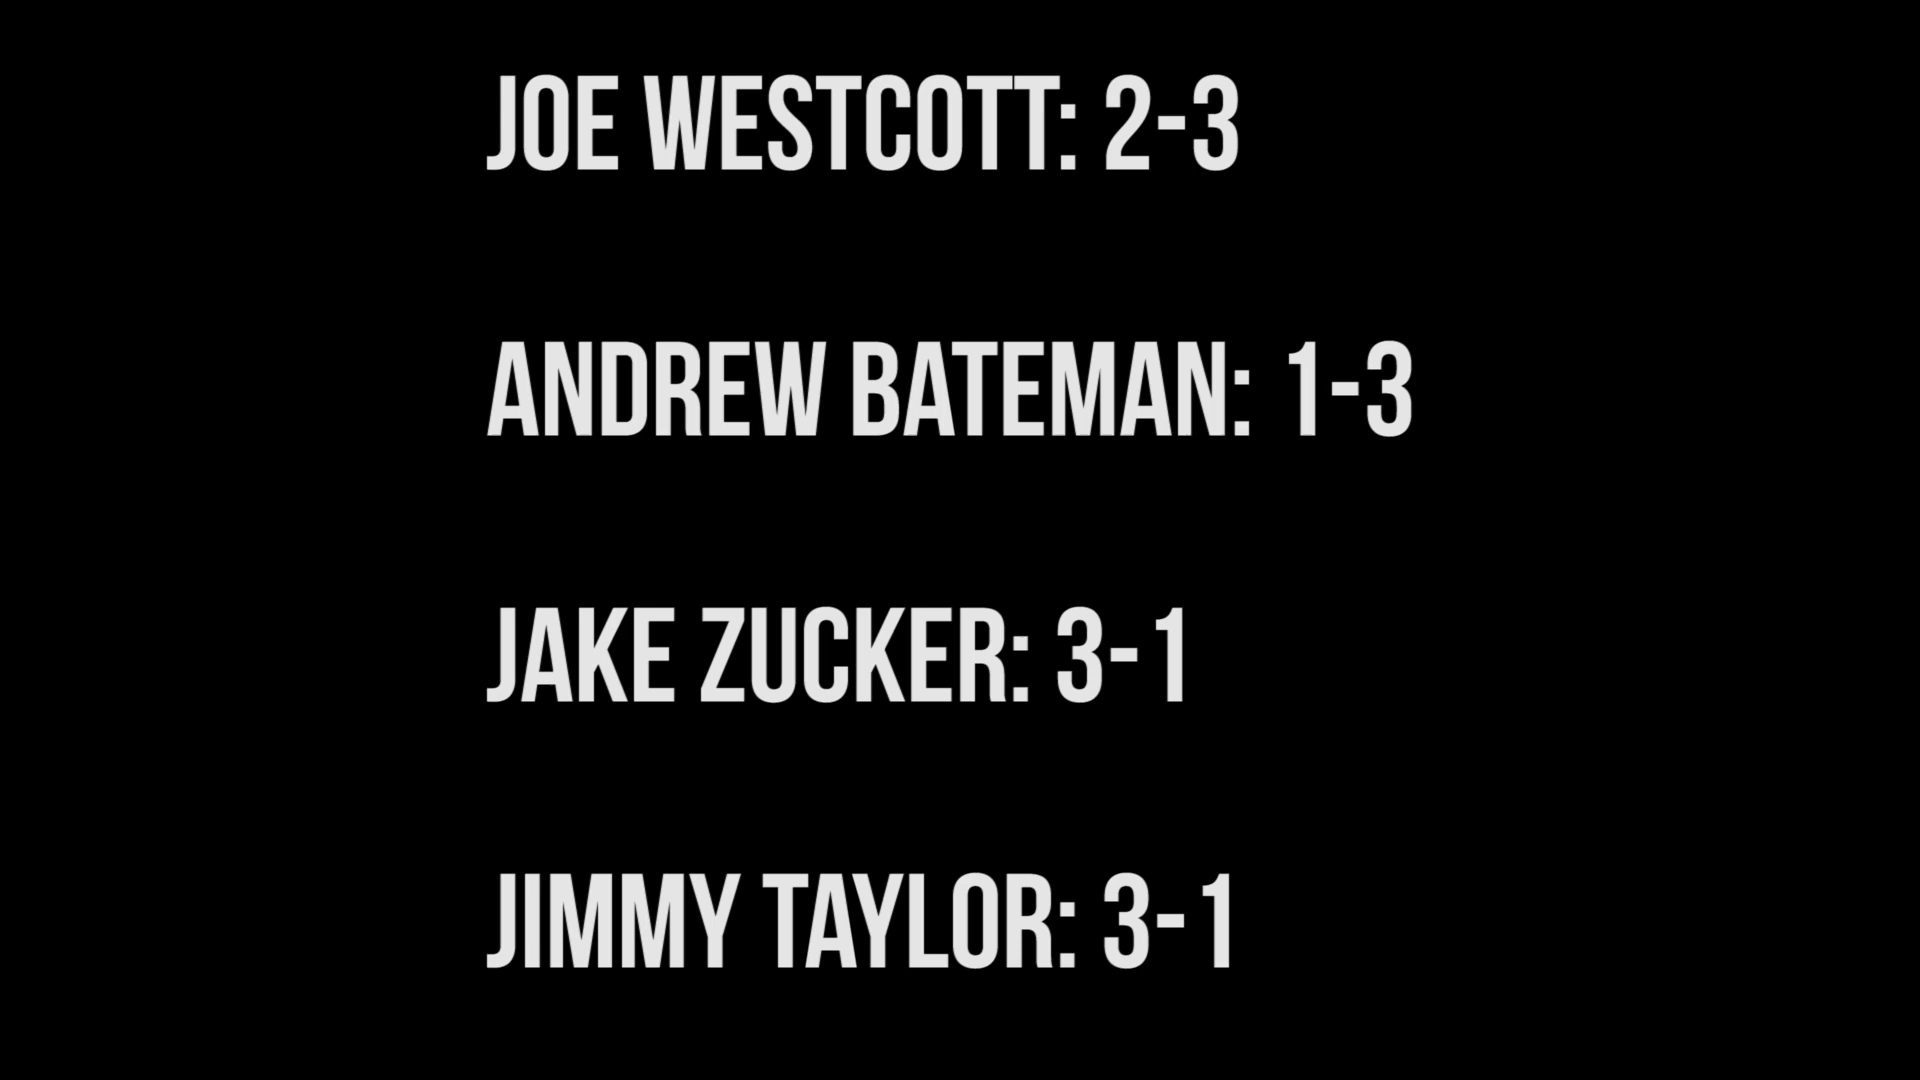 JOE WESTCOTT: 2-3
ANDREW BATEMAN: 1-3
JAKE ZUCKER: 3-1
JIMMY TAYLOR: 3-1